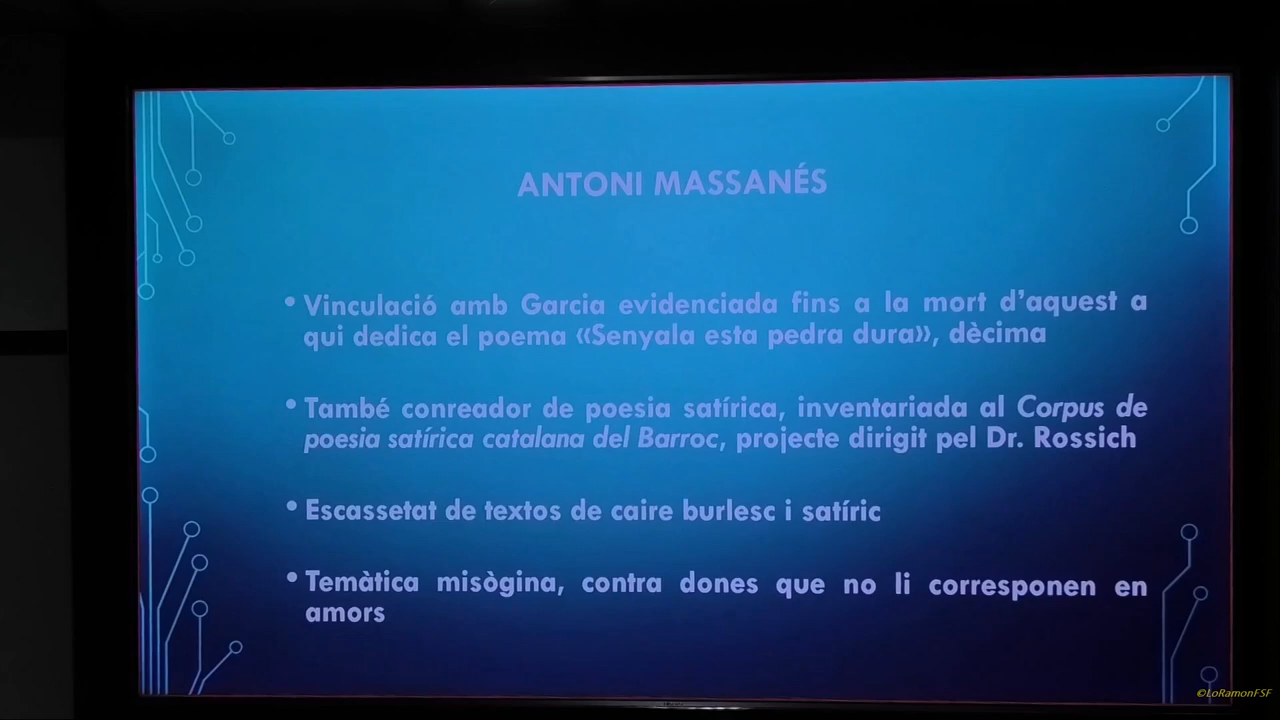 ANTONI MASSANÉS
• Vinculació amb Garcia evidenciada fins a la mort d'aquest a
qui dedica el poema «Senyala esta pedra dura», dècima
• També conreador de poesia satírica, inventariada al Corpus de
poesia satírica catalana del Barroc, projecte dirigit pel Dr. Rossich
• Escassetat de textos de caire burlesc i satíric
• Temàtica misògina, contra dones que no li corresponen en
amors
©LoRamonFSF